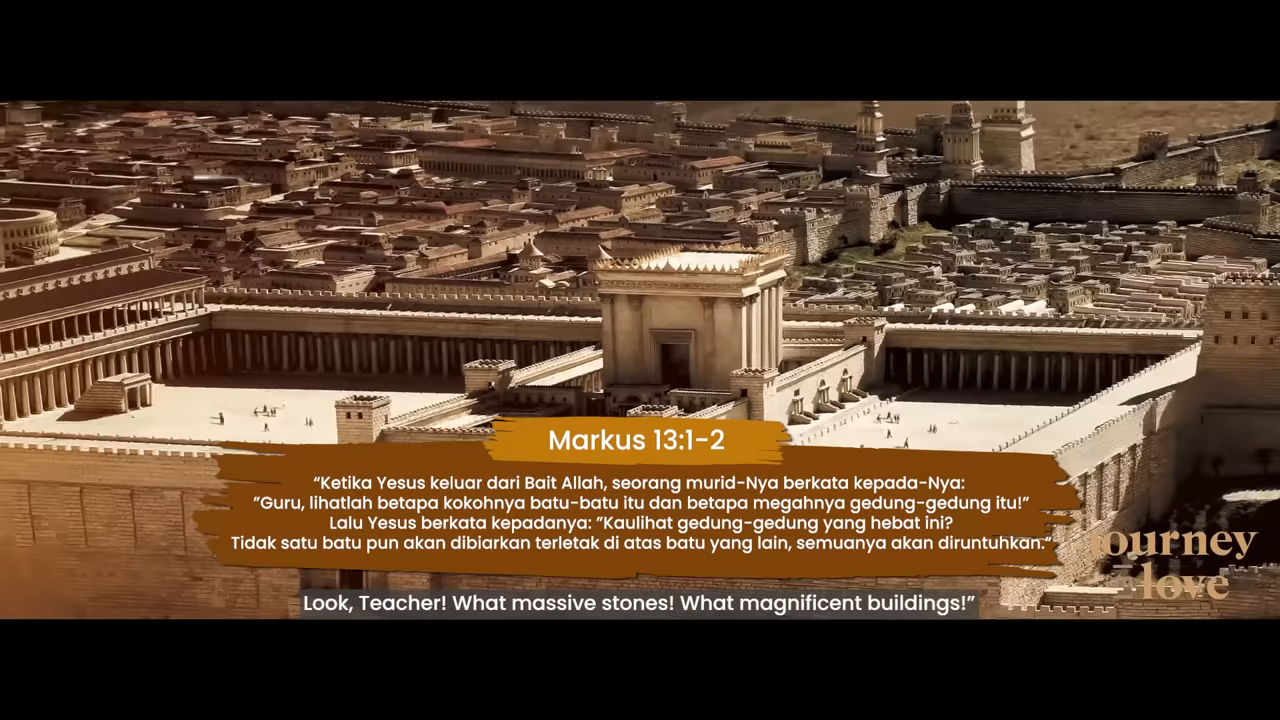 Markus 13:1-2
“Ketika Yesus keluar dari Bait Allah, seorang murid-Nya berkata kepada-Nya:
”Guru, lihatlah betapa kokohnya batu-batu itu dan betapa megahnya gedung-gedung itu!”
Lalu Yesus berkata kepadanya: ”Kaulihat gedung-gedung yang hebat ini?
Tidak satu batu pun akan dibiarkan terletak di atas batu yang lain, semuanya akan diruntuhkan.”
journey
love
Look, Teacher! What massive stones! What magnificent buildings!”